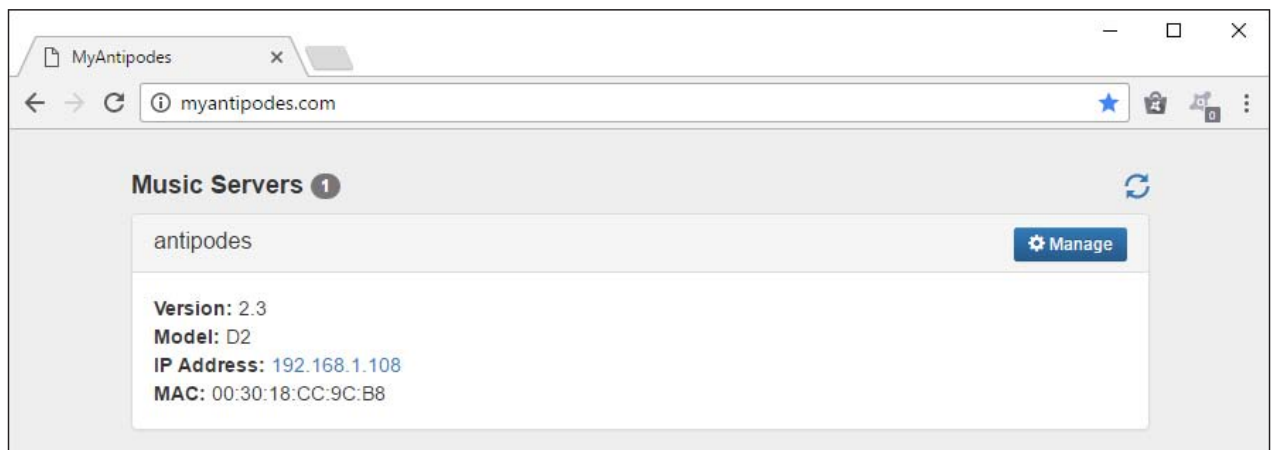 MyAntipodes
myantipodes.com
0
Music Servers 1
antipodes
Manage
Version: 2.3
Model: D2
IP Address: 192.168.1.108
MAC: 00:30:18:CC:9C:B8